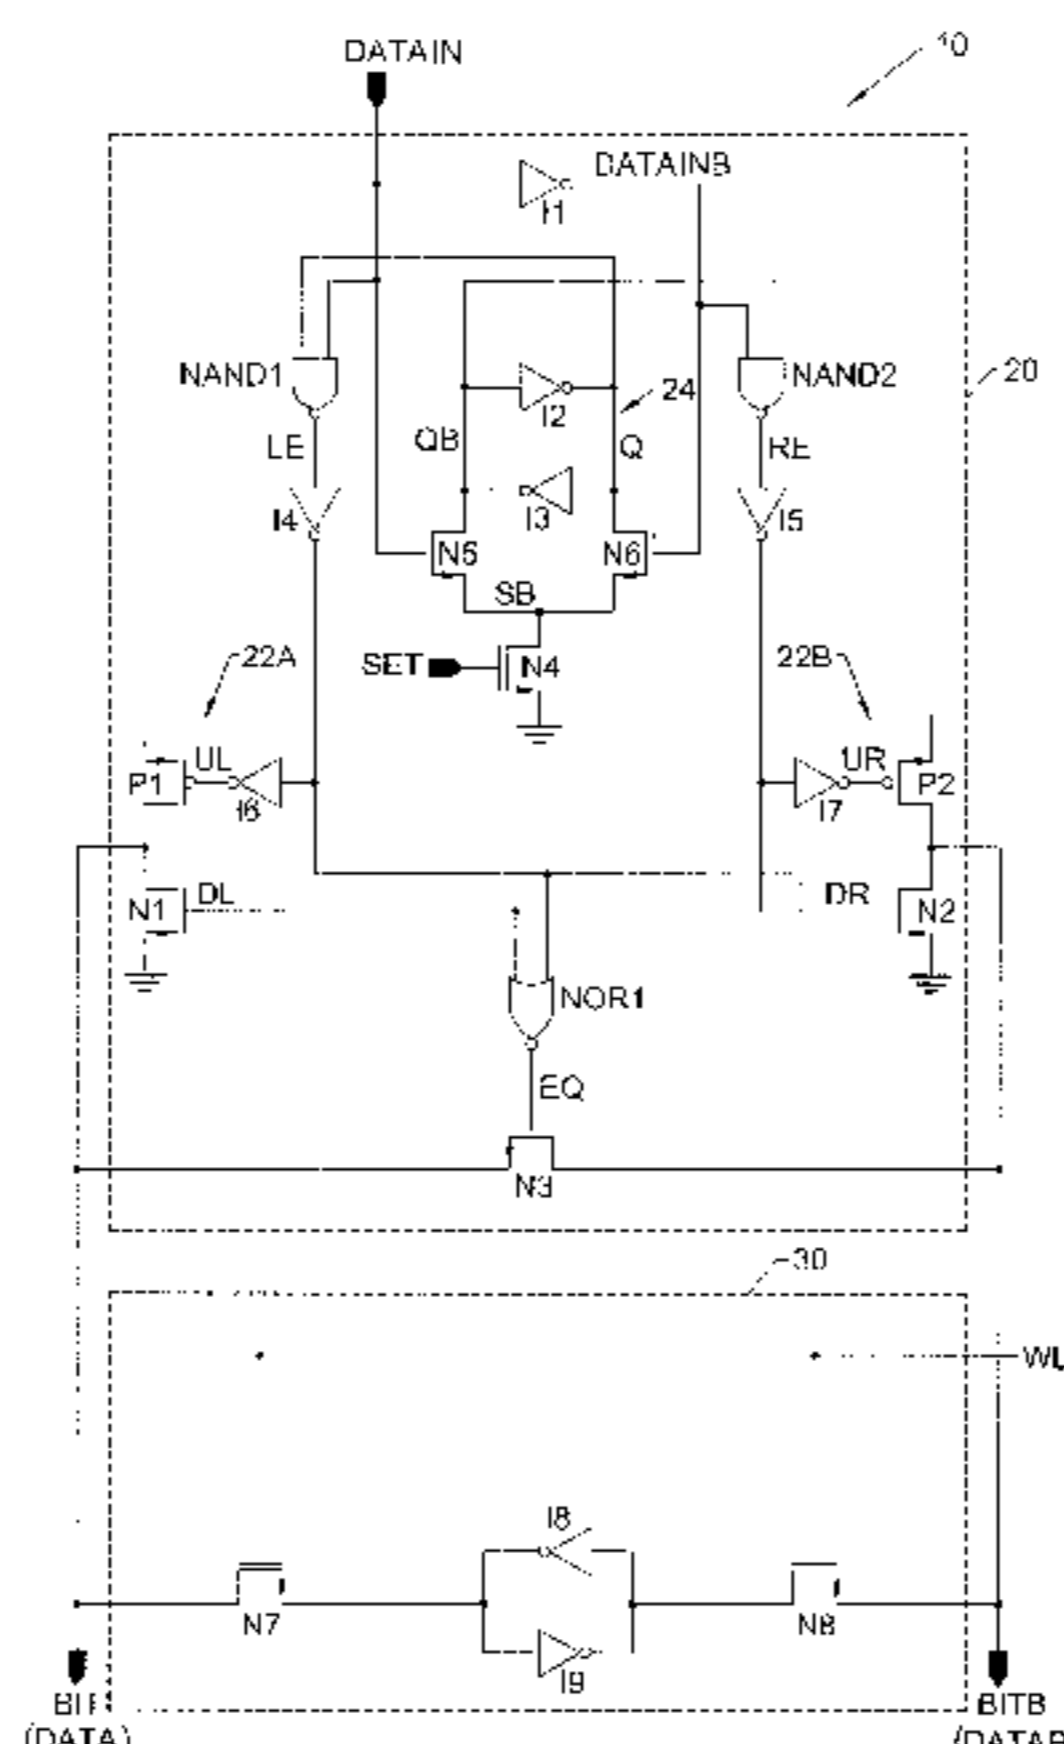 DATAIN
10
DATAINB
I1
NAND1
NAND2
20
24
I2
LE
QB
Q
RE
I4
I3
I5
N5
N6
SB
22A
SET
N4
22B
P1
UL
I6
I7
UR
P2
N1
DL
DR
N2
NOR1
EQ
N3
30
WL
I8
N7
N8
I9
BIT
BITB
(DATA)